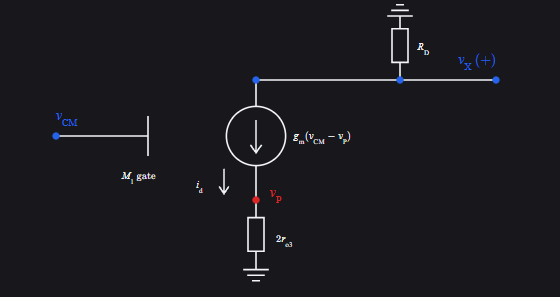 R_D
v_X (+)
v_CM
g_m(v_CM − v_P)
M_1 gate
i_d
v_p
2r_o3